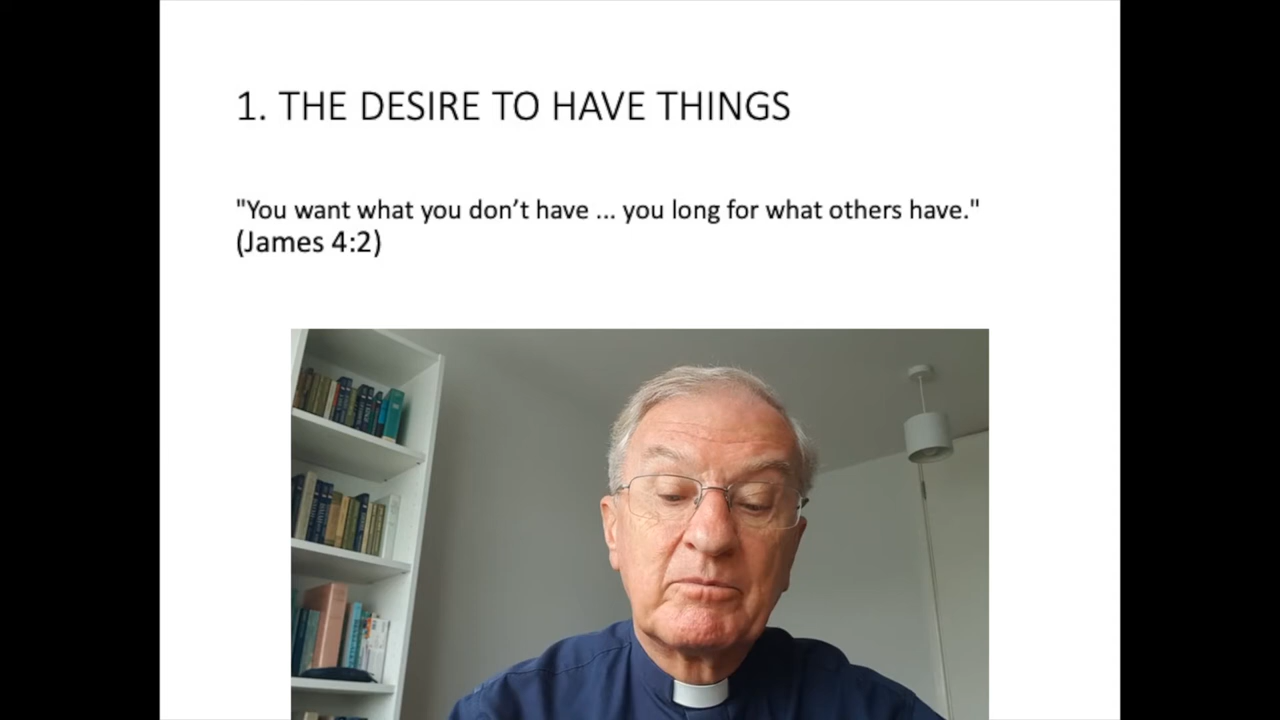 1. THE DESIRE TO HAVE THINGS
"You want what you don’t have ... you long for what others have."
(James 4:2)